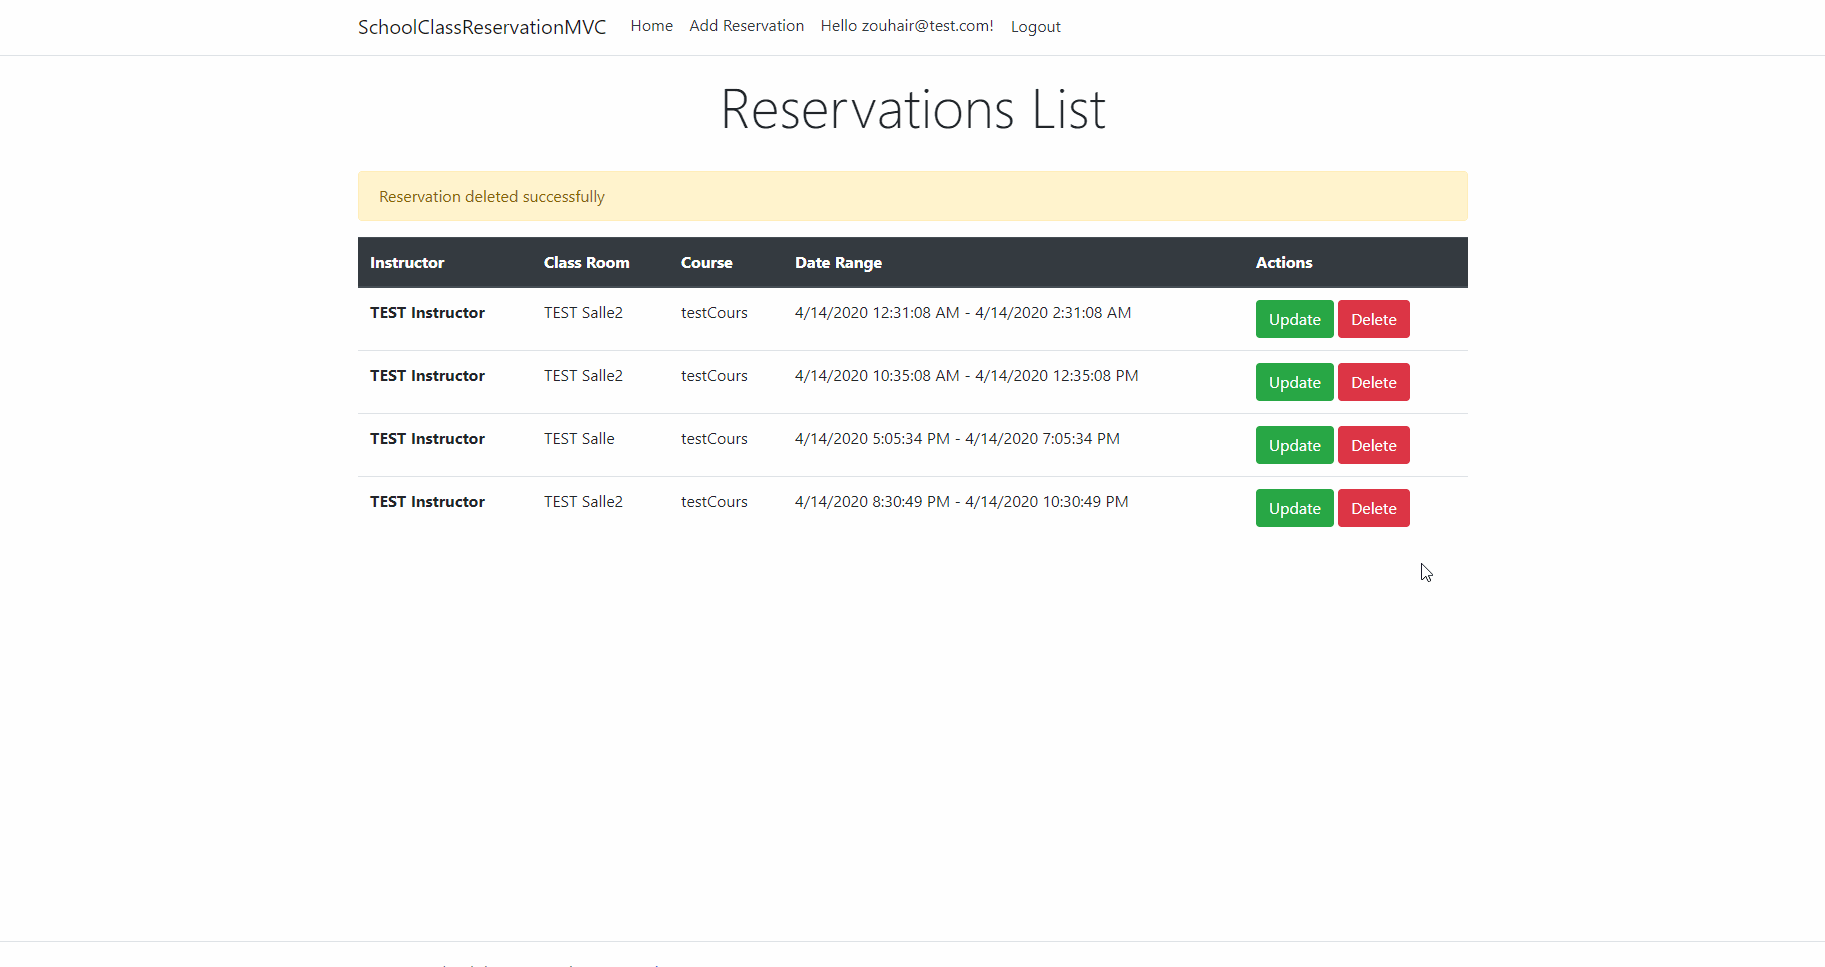 SchoolClassReservationMVC Home Add Reservation Hello zouhair@test.com! Logout
Reservations List
Reservation deleted successfully
Instructor Class Room Course Date Range Actions
TEST Instructor TEST Salle2 testCours 4/14/2020 12:31:08 AM - 4/14/2020 2:31:08 AM Update Delete
TEST Instructor TEST Salle2 testCours 4/14/2020 10:35:08 AM - 4/14/2020 12:35:08 PM Update Delete
TEST Instructor TEST Salle testCours 4/14/2020 5:05:34 PM - 4/14/2020 7:05:34 PM Update Delete
TEST Instructor TEST Salle2 testCours 4/14/2020 8:30:49 PM - 4/14/2020 10:30:49 PM Update Delete